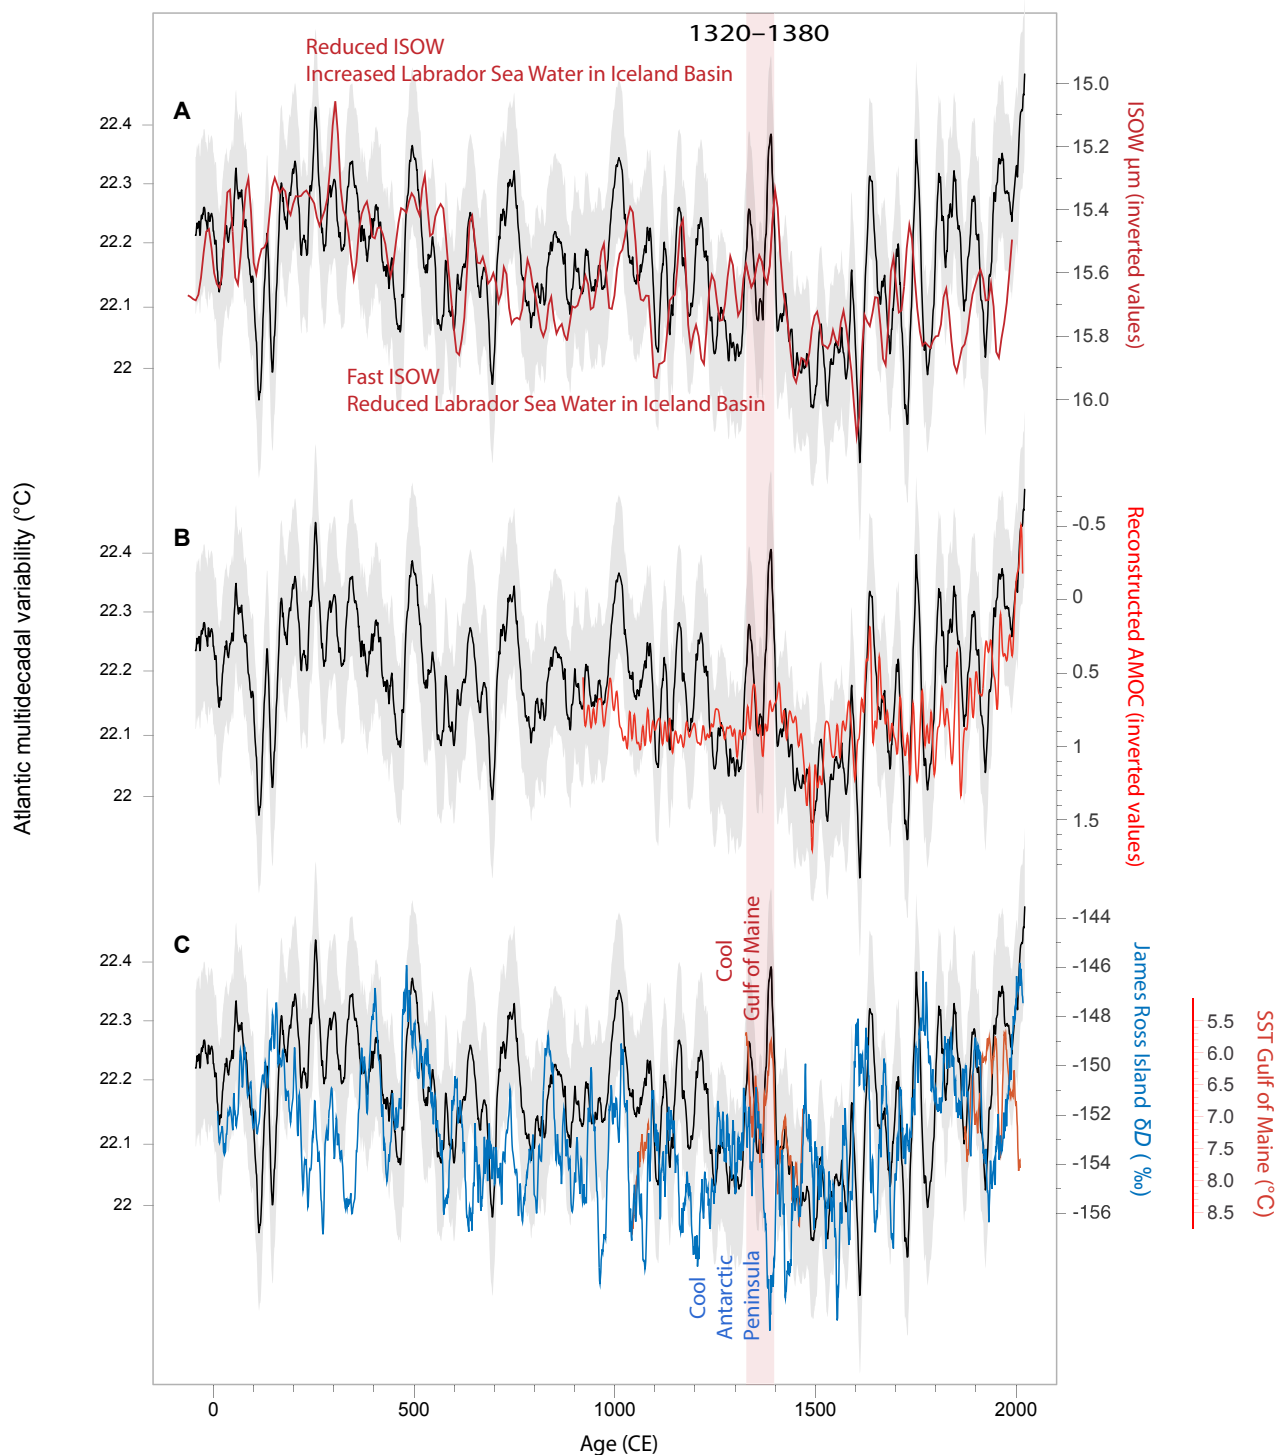 1320–1380
Reduced ISOW
Increased Labrador Sea Water in Iceland Basin
A
22.4
22.3
22.2
22.1
22
15.0
15.2
15.4
15.6
15.8
16.0
ISOW μm (inverted values)
Fast ISOW
Reduced Labrador Sea Water in Iceland Basin
Atlantic multidecadal variability (°C)
B
22.4
22.3
22.2
22.1
22
-0.5
0
0.5
1
1.5
Reconstructed AMOC (inverted values)
C
22.4
22.3
22.2
22.1
22
Cool
Gulf of Maine
-144
-146
-148
-150
-152
-154
-156
James Ross Island δD ( ‰)
5.5
6.0
6.5
7.0
7.5
8.0
8.5
SST Gulf of Maine (°C)
Cool
Antarctic
Peninsula
0
500
1000
1500
2000
Age (CE)